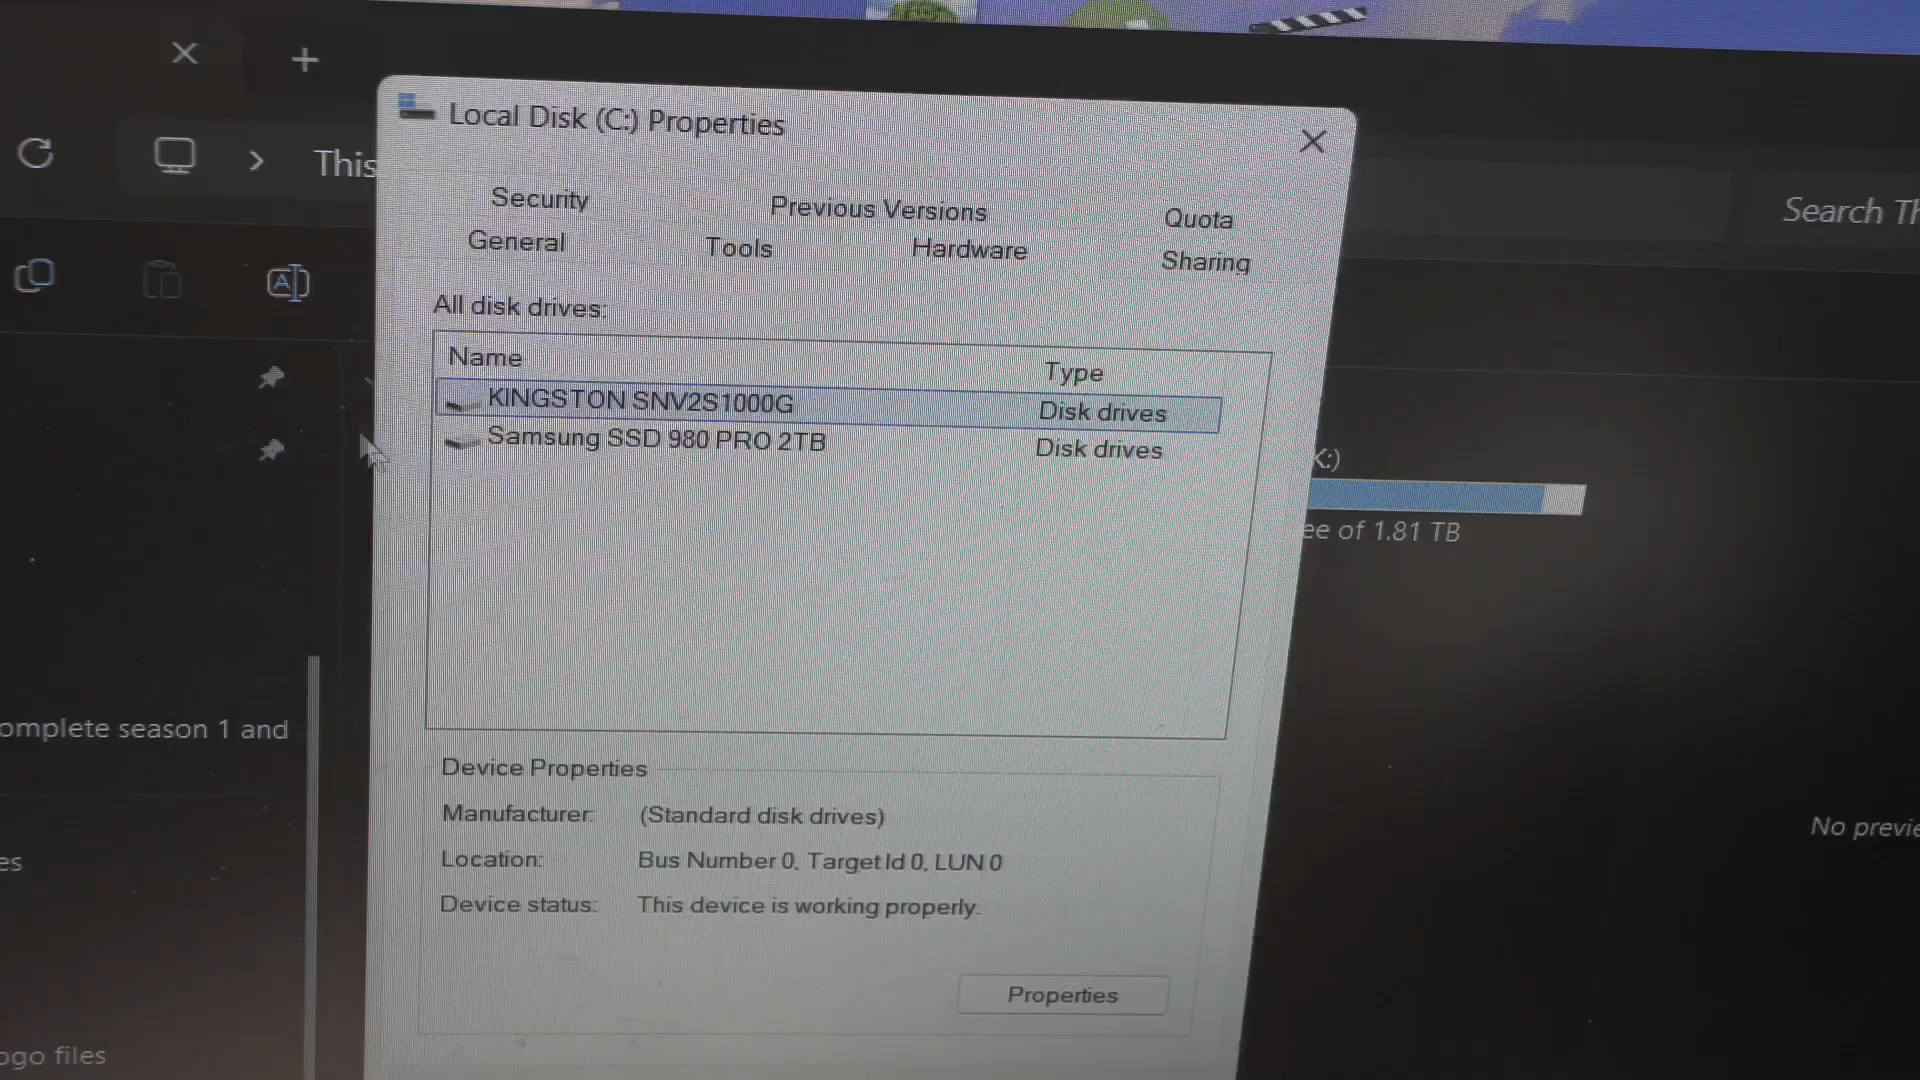 This
Search Th
Local Disk (C:) Properties
Security Previous Versions Quota
General Tools Hardware Sharing
All disk drives:
Name Type
KINGSTON SNV2S1000G Disk drives
Samsung SSD 980 PRO 2TB Disk drives
K:)
ee of 1.81 TB
omplete season 1 and
Device Properties
Manufacturer: (Standard disk drives)
Location: Bus Number 0, Target Id 0, LUN 0
Device status: This device is working properly.
No previe
es
Properties
ogo files